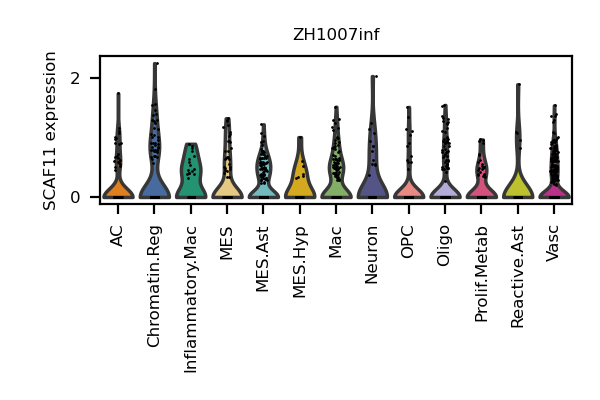 ZH1007inf
SCAF11 expression
2
0
AC
Chromatin.Reg
Inflammatory.Mac
MES
MES.Ast
MES.Hyp
Mac
Neuron
OPC
Oligo
Prolif.Metab
Reactive.Ast
Vasc